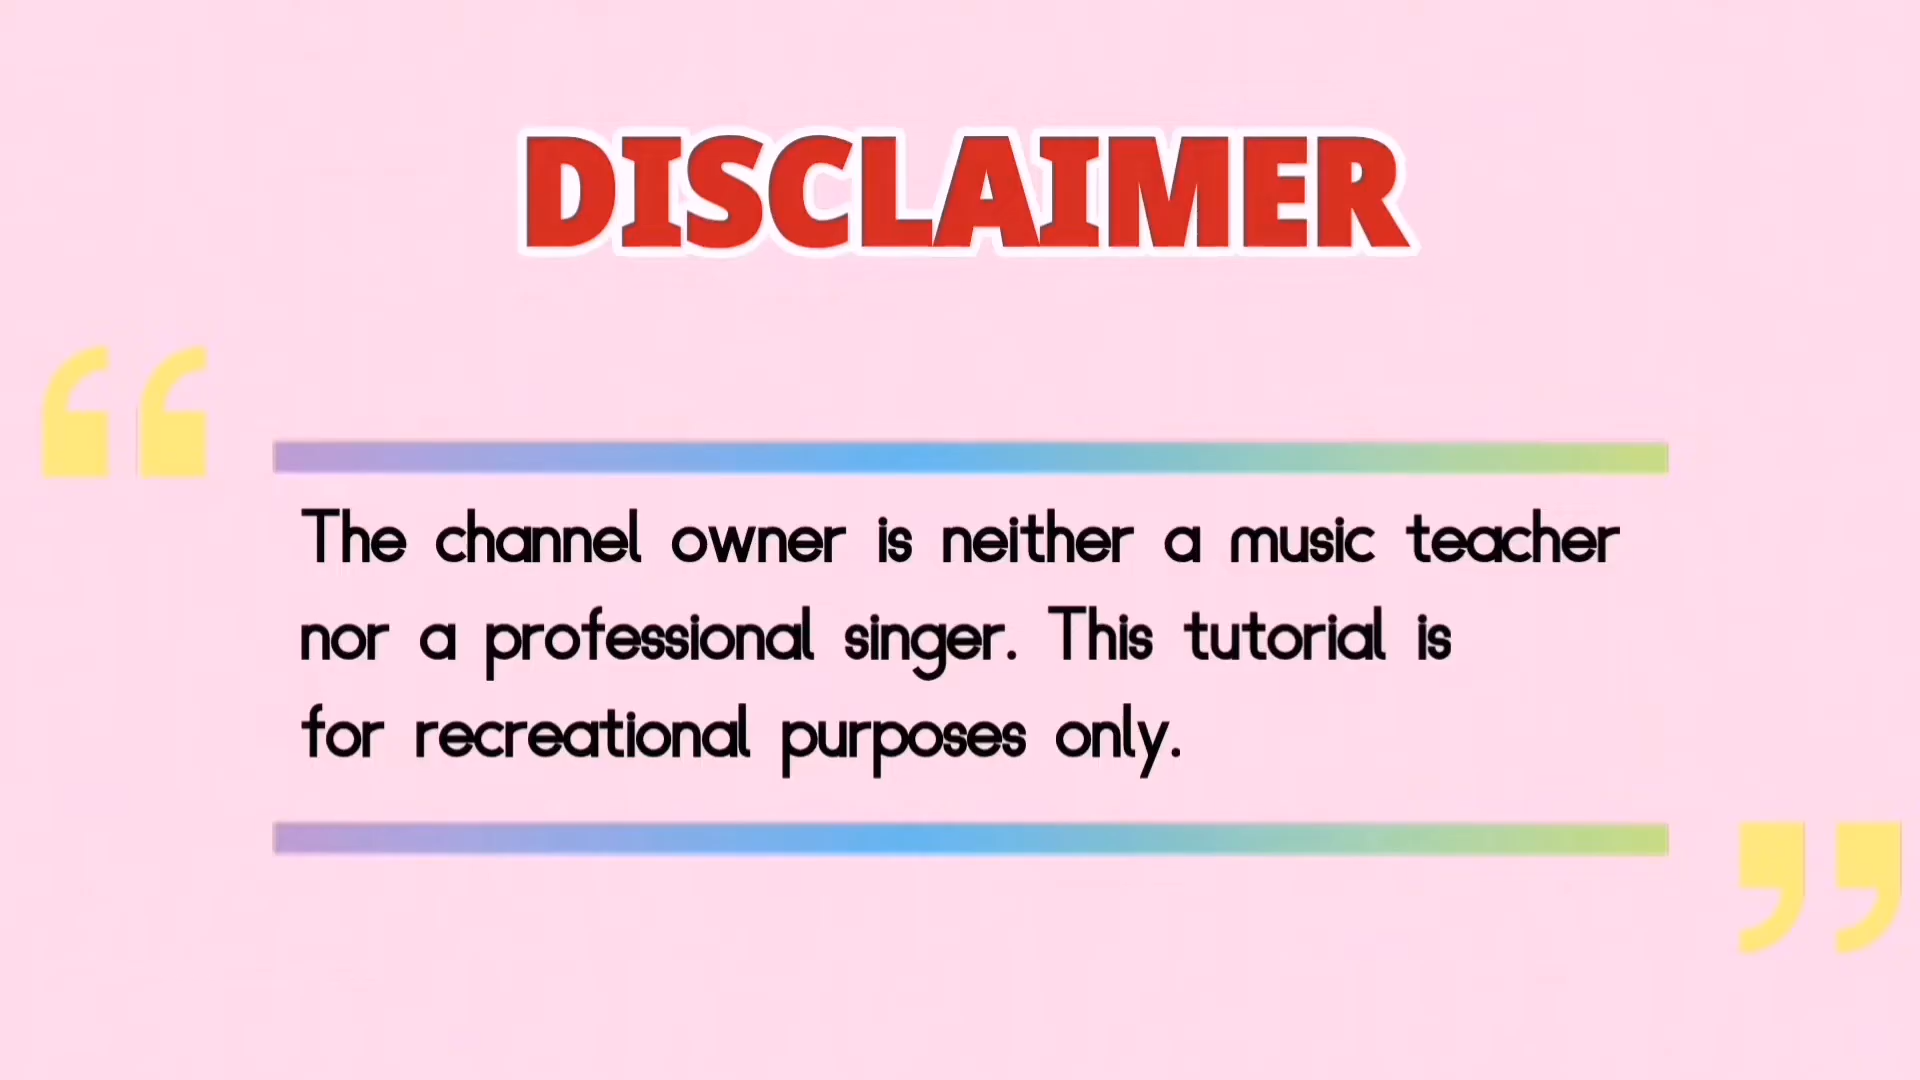 DISCLAIMER
The channel owner is neither a music teacher
nor a professional singer. This tutorial is
for recreational purposes only.